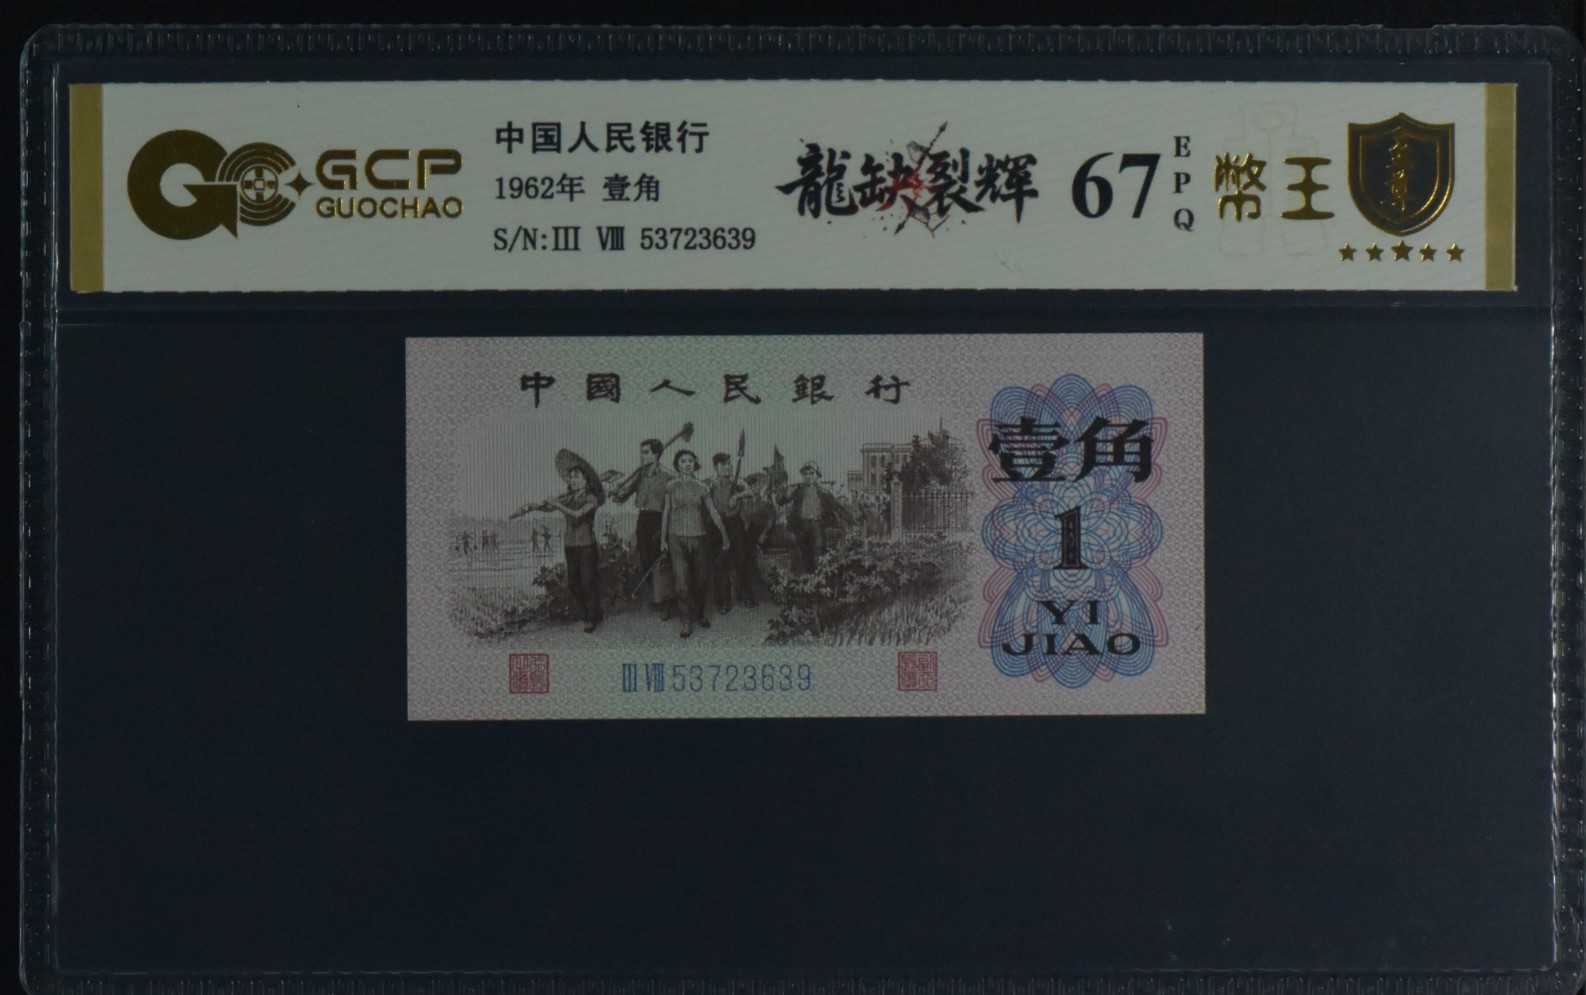 GCP
GUOCHAO
中国人民银行
1962年 壹角
S/N:III VIII 53723639
龍缺裂辉
67
EPQ
幣王
至尊
中國人民銀行
壹角
1
YI
JIAO
III VIII 53723639